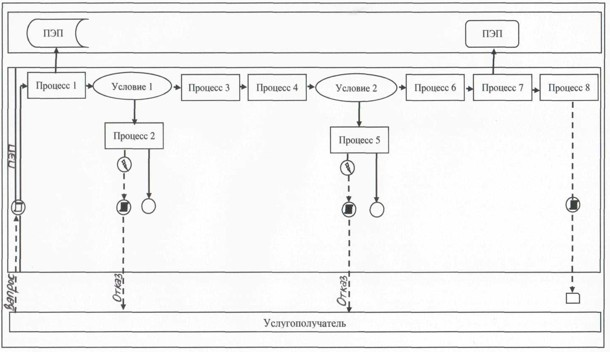 ПЭП
ПЭП
Процесс 1
Условие 1
Процесс 3
Процесс 4
Условие 2
Процесс 6
Процесс 7
Процесс 8
Процесс 2
Процесс 5
ПЭП
Запрос
Отказ
Отказ
Услугополучатель